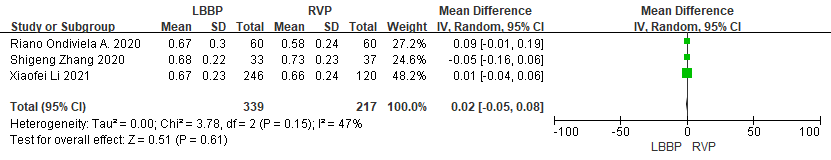 LBBP RVP Mean Difference Mean Difference
Study or Subgroup Mean SD Total Mean SD Total Weight IV, Random, 95% CI IV, Random, 95% CI
Riano Ondiviela A. 2020 0.67 0.3 60 0.58 0.24 60 27.2% 0.09 [-0.01, 0.19]
Shigeng Zhang 2020 0.68 0.22 33 0.73 0.23 37 24.6% -0.05 [-0.16, 0.06]
Xiaofei Li 2021 0.67 0.23 246 0.66 0.24 120 48.2% 0.01 [-0.04, 0.06]
Total (95% CI) 339 217 100.0% 0.02 [-0.05, 0.08]
Heterogeneity: Tau² = 0.00; Chi² = 3.78, df = 2 (P = 0.15); I² = 47%
Test for overall effect: Z = 0.51 (P = 0.61)
-100 -50 0 50 100
LBBP RVP